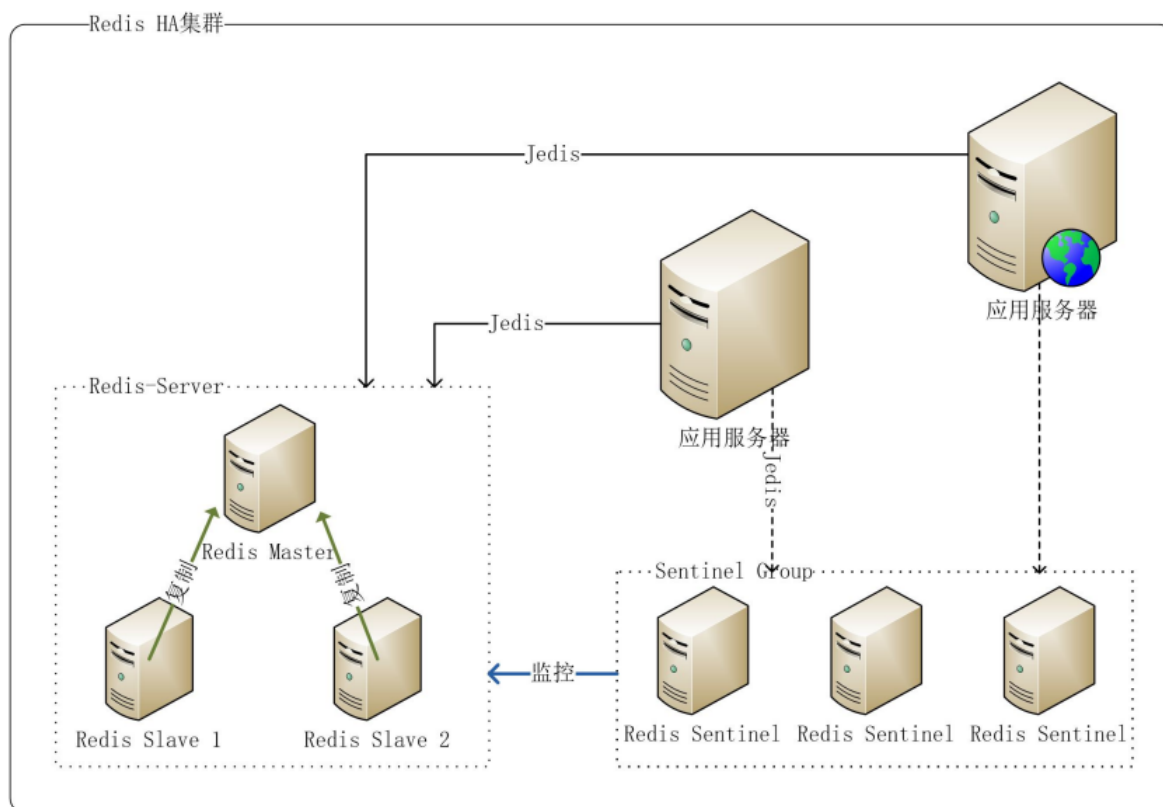 Redis HA集群
Jedis
应用服务器
Jedis
应用服务器
Jedis
Redis-Server
Redis Master
复制
复制
Redis Slave 1
Redis Slave 2
监控
Sentinel Group
Redis Sentinel
Redis Sentinel
Redis Sentinel